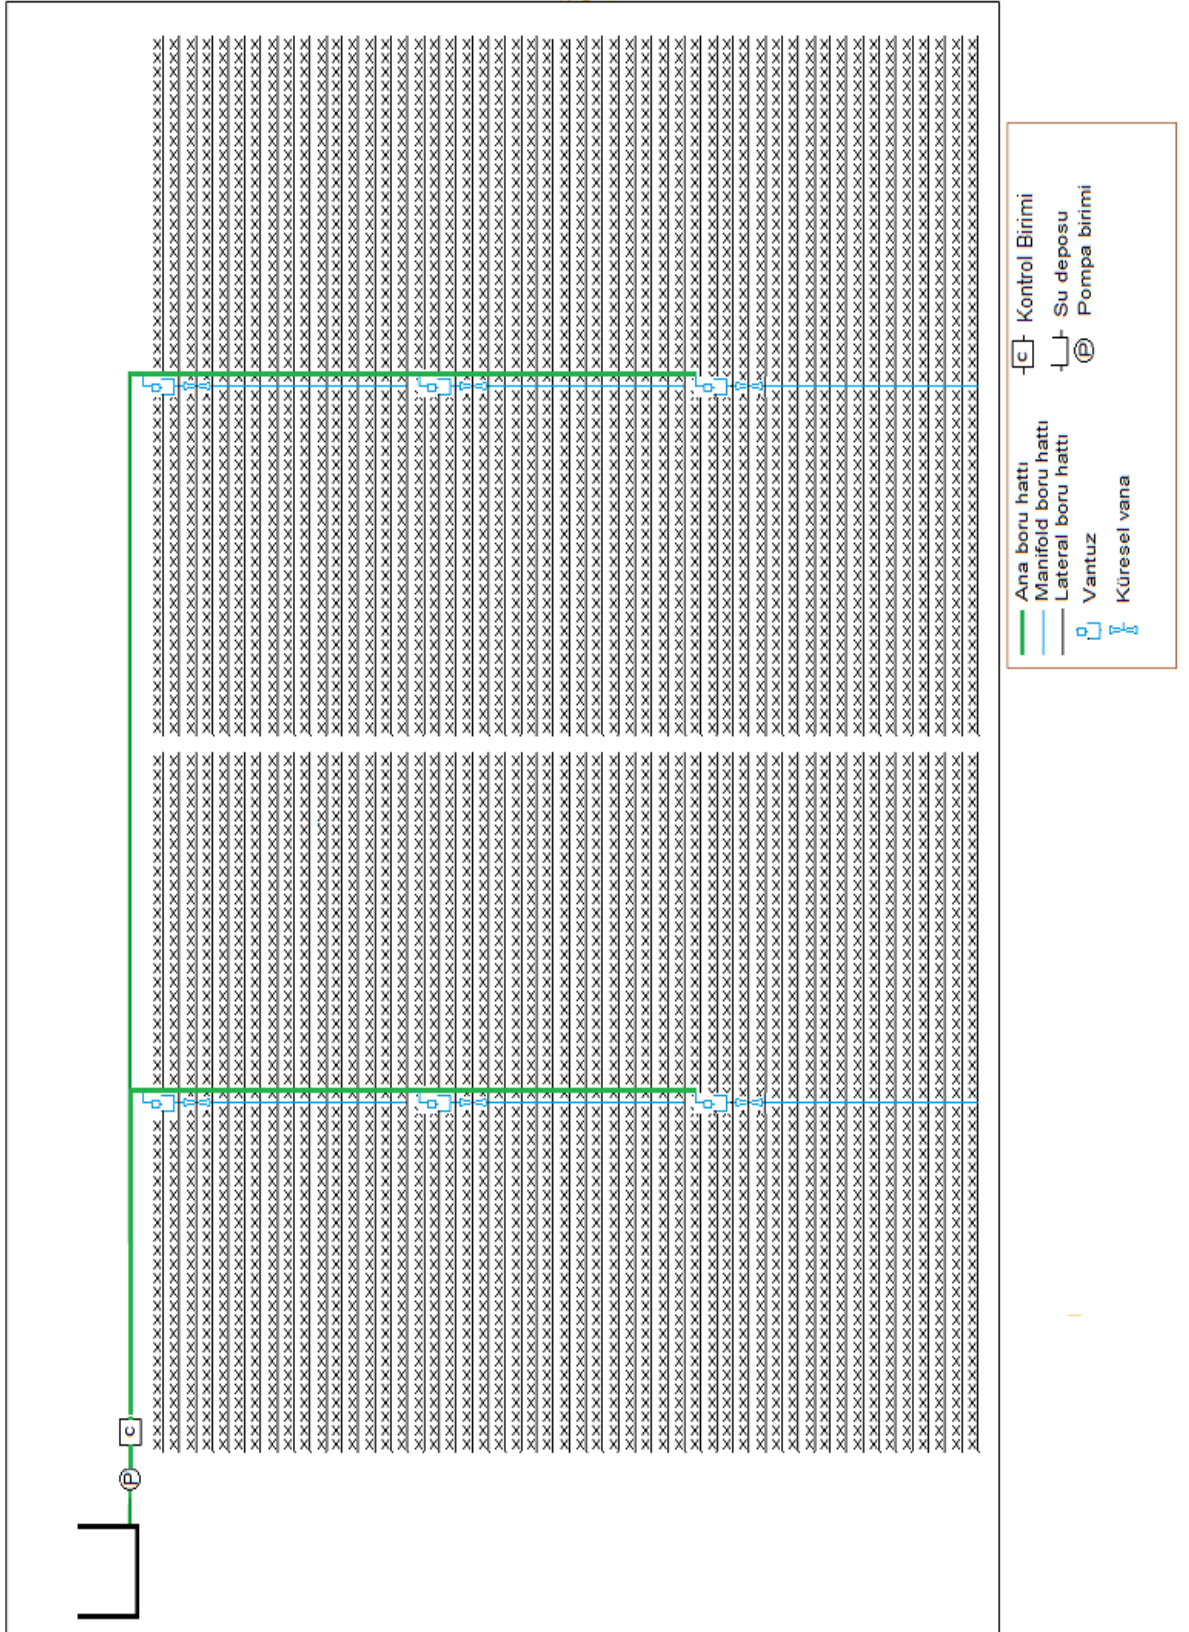 C
P
Ana boru hattı
Manifold boru hattı
Lateral boru hattı
Vantuz
Küresel vana
C Kontrol Birimi
Su deposu
P Pompa birimi